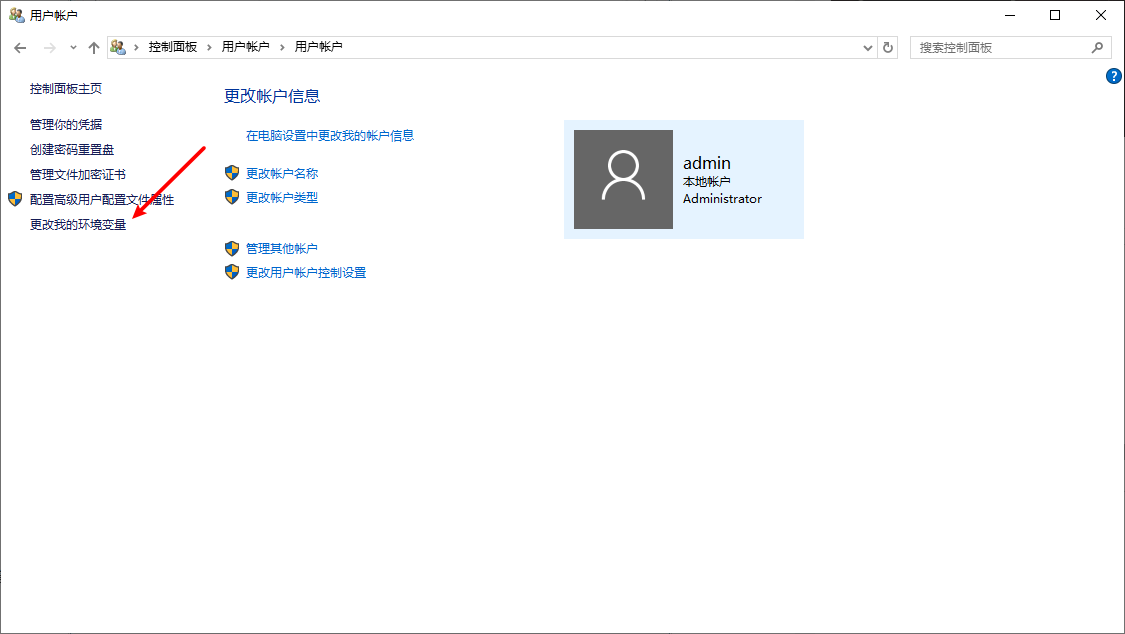 用户帐户
控制面板 用户帐户 用户帐户
搜索控制面板
控制面板主页
管理你的凭据
创建密码重置盘
管理文件加密证书
配置高级用户配置文件属性
更改我的环境变量
更改帐户信息
在电脑设置中更改我的帐户信息
更改帐户名称
更改帐户类型
管理其他帐户
更改用户帐户控制设置
admin
本地帐户
Administrator
?